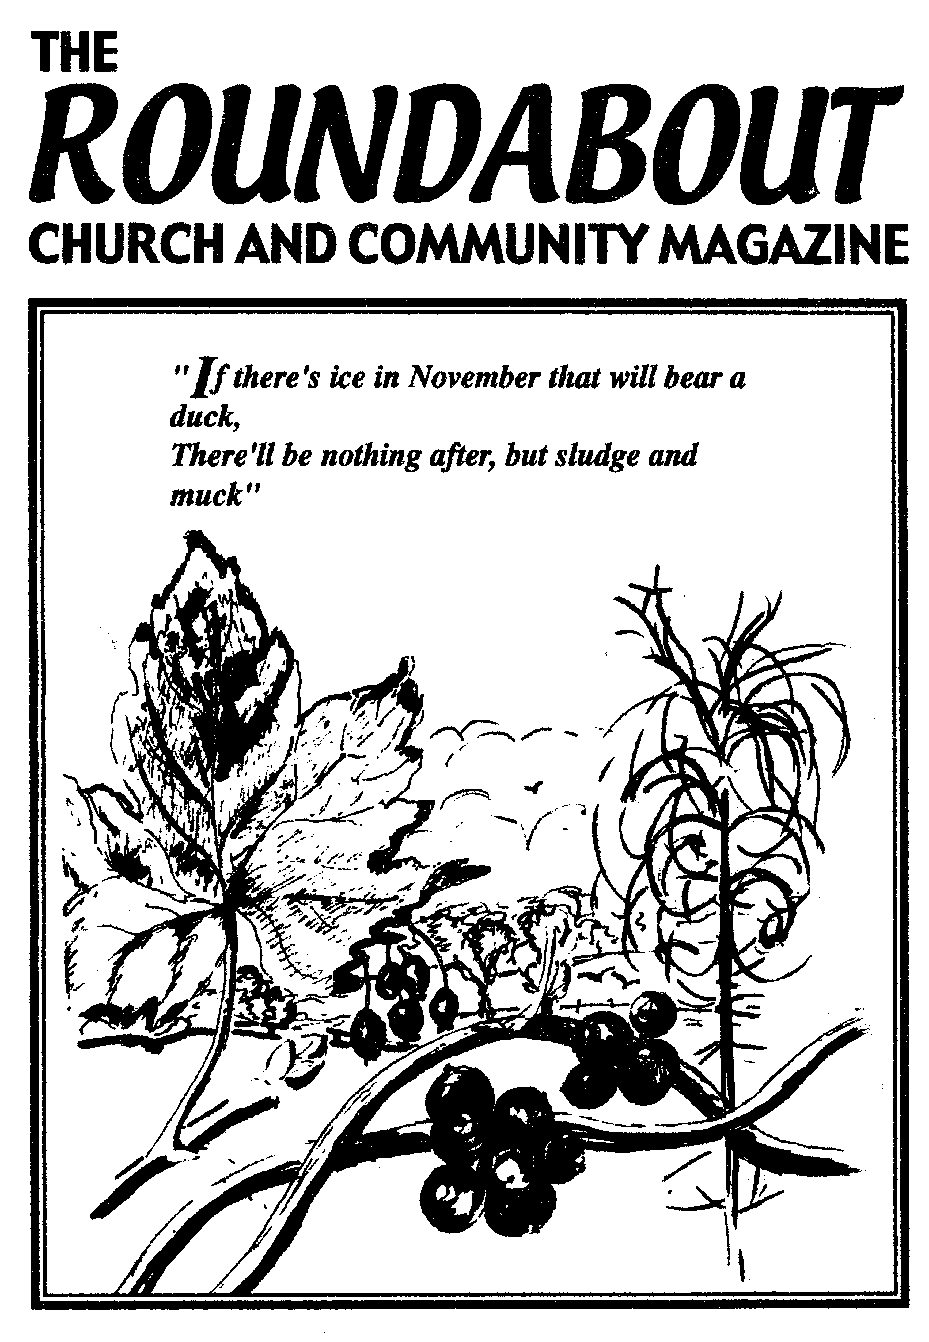 THE
ROUNDABOUT
CHURCH AND COMMUNITY MAGAZINE
"If there's ice in November that will bear a
duck,
There'll be nothing after, but sludge and
muck"